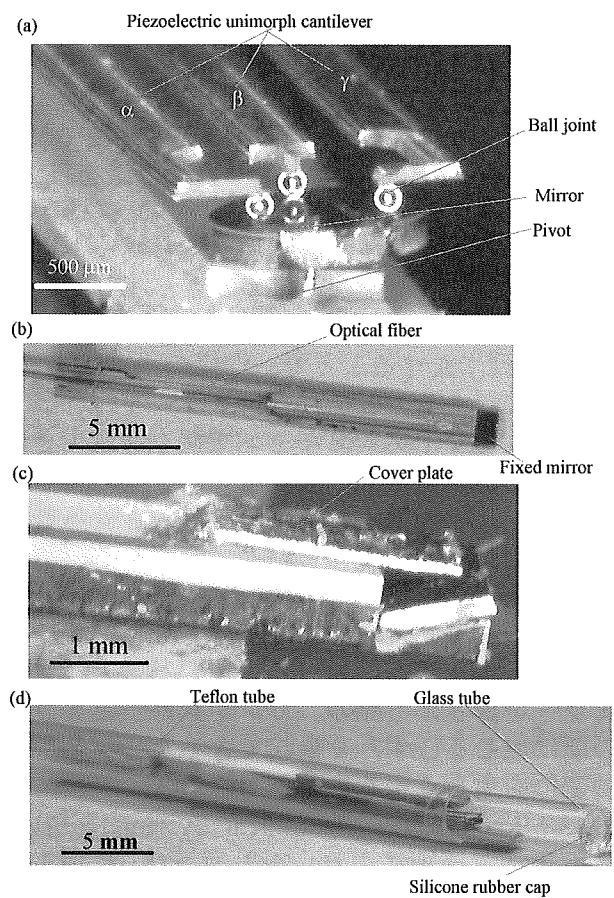 (a)
Piezoelectric unimorph cantilever
α
β
γ
Ball joint
Mirror
Pivot
500 μm
(b)
Optical fiber
5 mm
Fixed mirror
(c)
Cover plate
1 mm
(d)
Teflon tube
Glass tube
5 mm
Silicone rubber cap